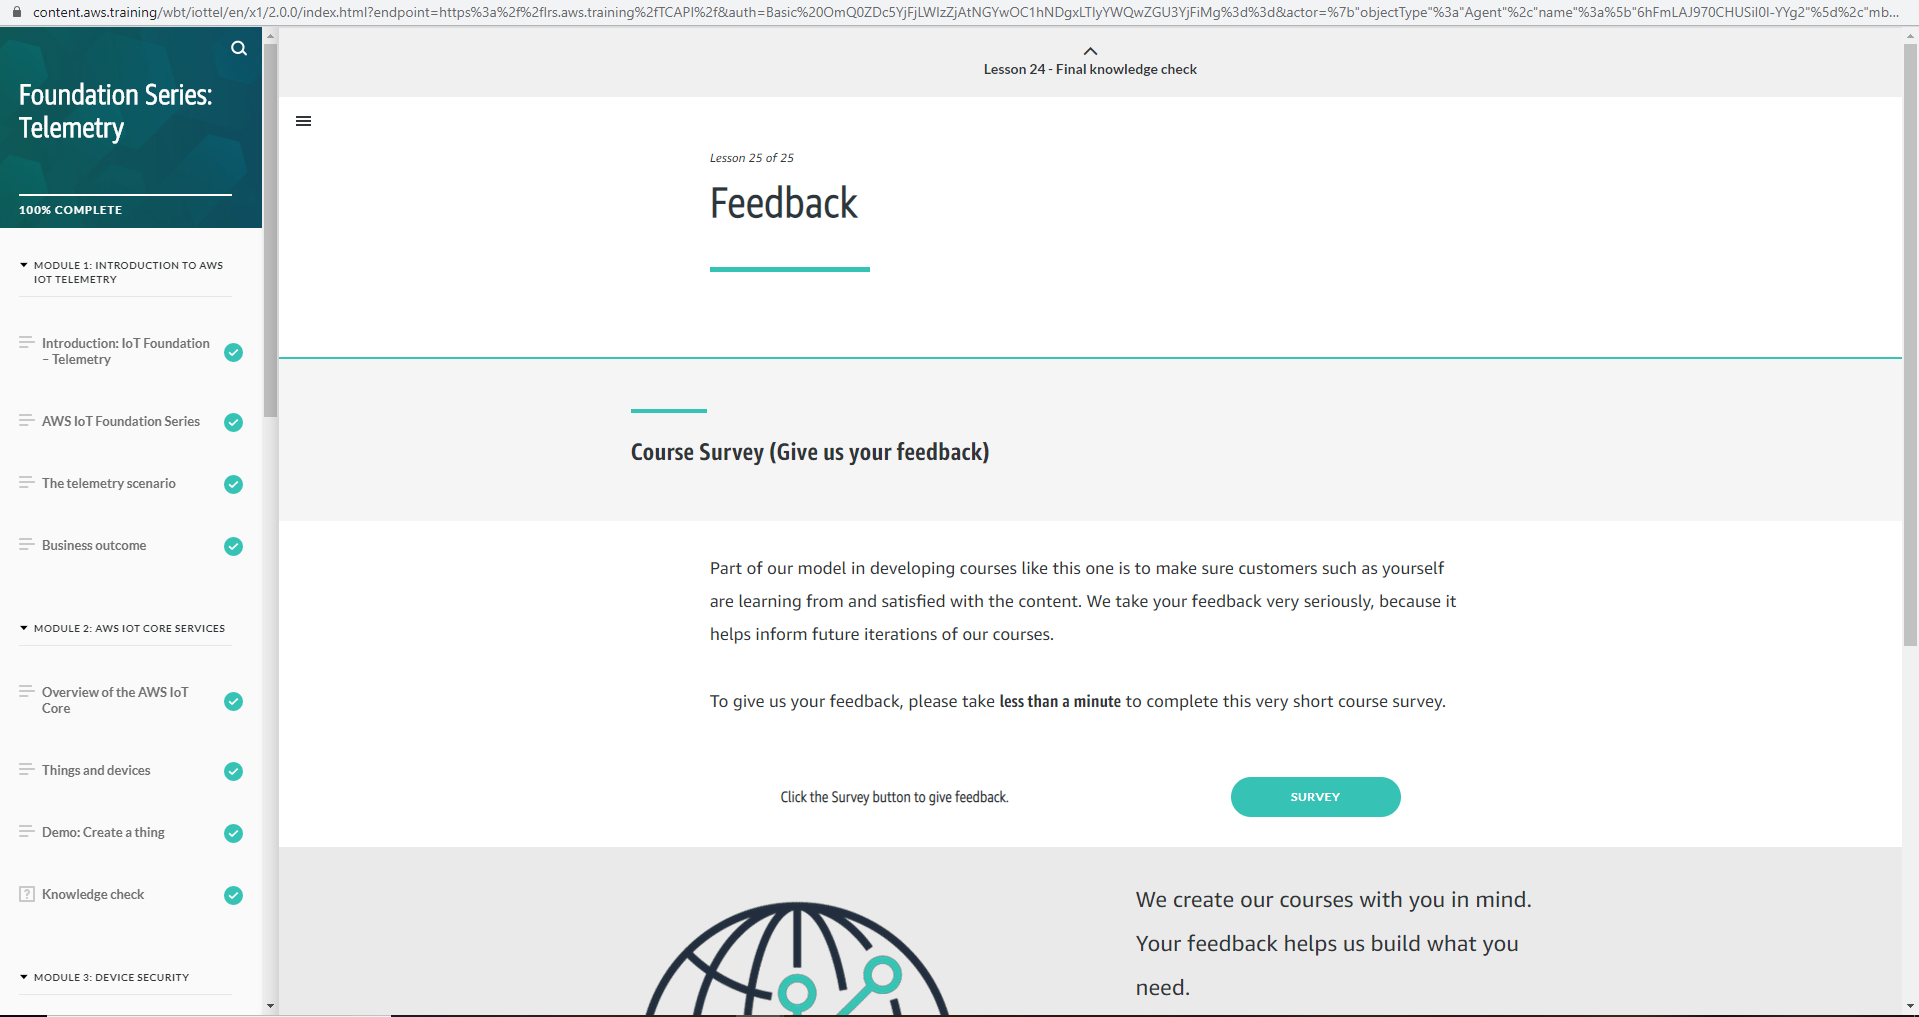 content.aws.training/wbt/iottel/en/x1/2.0.0/index.html?endpoint=https%3a%2f%2flrs.aws.training%2fTCAPI%2f&auth=Basic%20OmQ0ZDc5YjFjLWIzZjAtNGYwOC1hNDgxLTIyYWQwZGU3YjFiMg%3d%3d&actor=%7b"objectType"%3a"Agent"%2c"name"%3a%5b"6hFmLAJ970CHUSiI0I-YYg2"%5d%2c"mb...
Foundation Series:
Telemetry
100% COMPLETE
MODULE 1: INTRODUCTION TO AWS
IOT TELEMETRY
Introduction: IoT Foundation
– Telemetry
AWS IoT Foundation Series
The telemetry scenario
Business outcome
MODULE 2: AWS IOT CORE SERVICES
Overview of the AWS IoT
Core
Things and devices
Demo: Create a thing
Knowledge check
MODULE 3: DEVICE SECURITY
Lesson 24 - Final knowledge check
Lesson 25 of 25
Feedback
Course Survey (Give us your feedback)
Part of our model in developing courses like this one is to make sure customers such as yourself
are learning from and satisfied with the content. We take your feedback very seriously, because it
helps inform future iterations of our courses.
To give us your feedback, please take less than a minute to complete this very short course survey.
Click the Survey button to give feedback.
SURVEY
We create our courses with you in mind.
Your feedback helps us build what you
need.